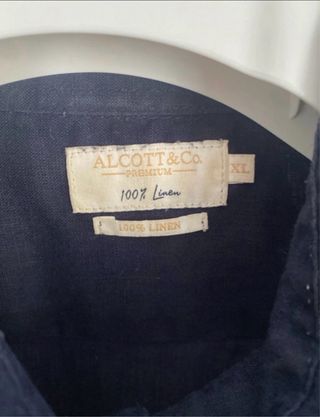 ALCOTT&Co.
PREMIUM
XL
100% Linen
100% LINEN